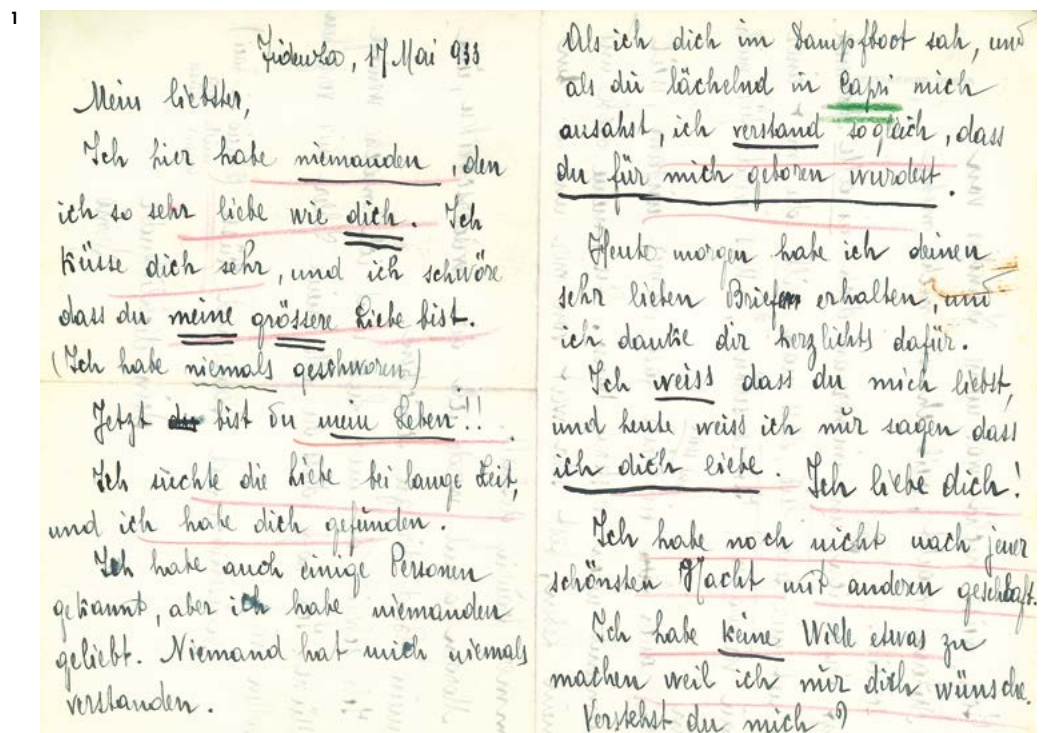 1
Fidenza, 17 Mai 933
Mein liebster,
Ich hier habe niemanden, den
ich so sehr liebe wie dich. Ich
küsse dich sehr, und ich schwöre
dass du meine grössere Liebe bist.
(Ich habe niemals geschworen)
Jetzt bist du mein Leben!!
Ich suchte die Liebe bei lange Zeit,
und ich habe dich gefunden.
Ich habe auch einige Personen
gekannt, aber ich habe niemanden
geliebt. Niemand hat mich niemals
verstanden.
Als ich dich im Dampfboot sah, und
als du lächelnd in Capri mich
ansahst, ich verstand sogleich, dass
du für mich geboren wurdest.
Heute morgen habe ich deinen
sehr lieben Brief erhalten, und
ich danke dir herzlichts dafür.
Ich weiss dass du mich liebst,
und heute weiss ich nur sagen dass
ich dich liebe. Ich liebe dich!
Ich habe noch nicht nach jener
schönsten Nacht mit anderen geschlaft.
Ich habe keine Wille etwas zu
machen weil ich nur dich wünsche.
Verstehst du mich?